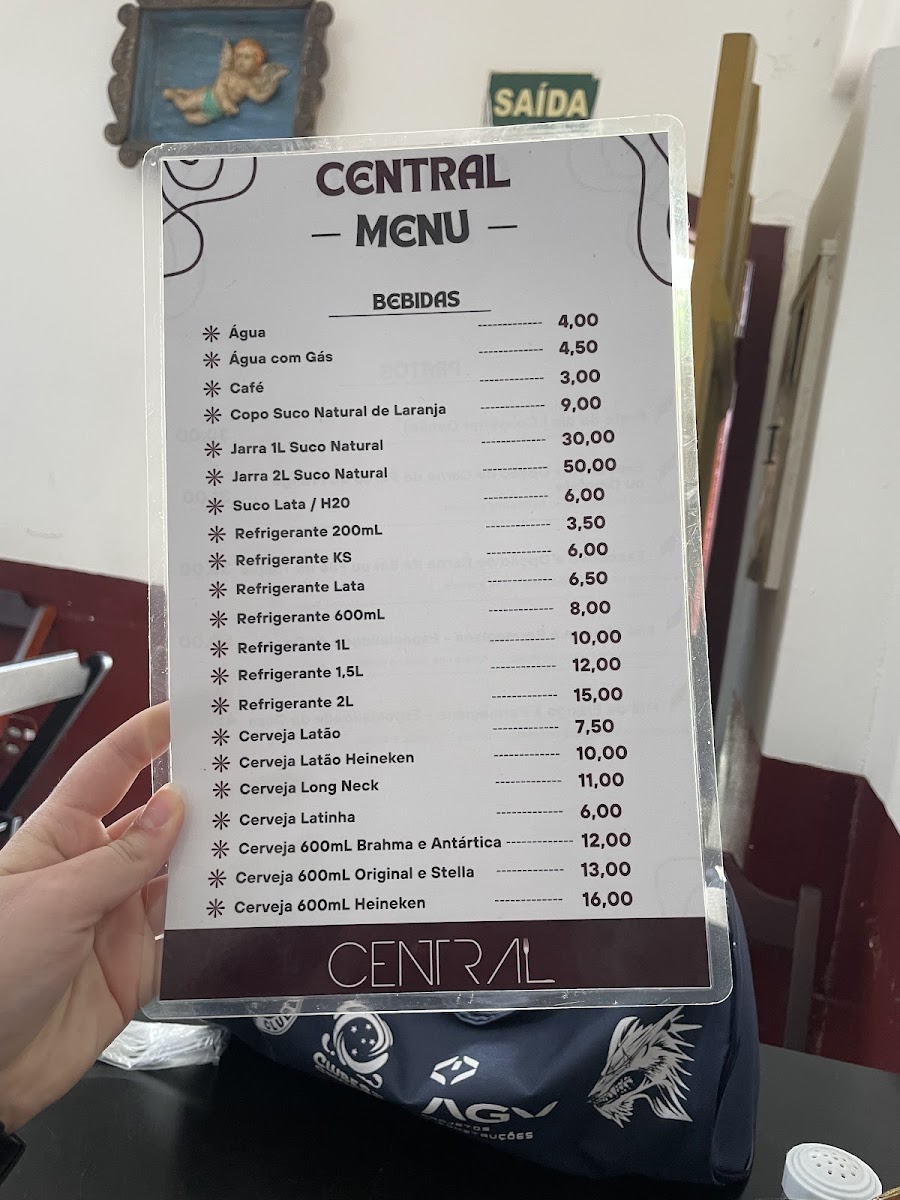 SAÍDA
CENTRAL
— MENU —
BEBIDAS
Água ------------- 4,00
Água com Gás ------------- 4,50
Café ------------- 3,00
Copo Suco Natural de Laranja ------------- 9,00
Jarra 1L Suco Natural ------------- 30,00
Jarra 2L Suco Natural ------------- 50,00
Suco Lata / H20 ------------- 6,00
Refrigerante 200mL ------------- 3,50
Refrigerante KS ------------- 6,00
Refrigerante Lata ------------- 6,50
Refrigerante 600mL ------------- 8,00
Refrigerante 1L ------------- 10,00
Refrigerante 1,5L ------------- 12,00
Refrigerante 2L ------------- 15,00
Cerveja Latão ------------- 7,50
Cerveja Latão Heineken ------------- 10,00
Cerveja Long Neck ------------- 11,00
Cerveja Latinha ------------- 6,00
Cerveja 600mL Brahma e Antártica ------------- 12,00
Cerveja 600mL Original e Stella ------------- 13,00
Cerveja 600mL Heineken ------------- 16,00
CENTRAL
AGV